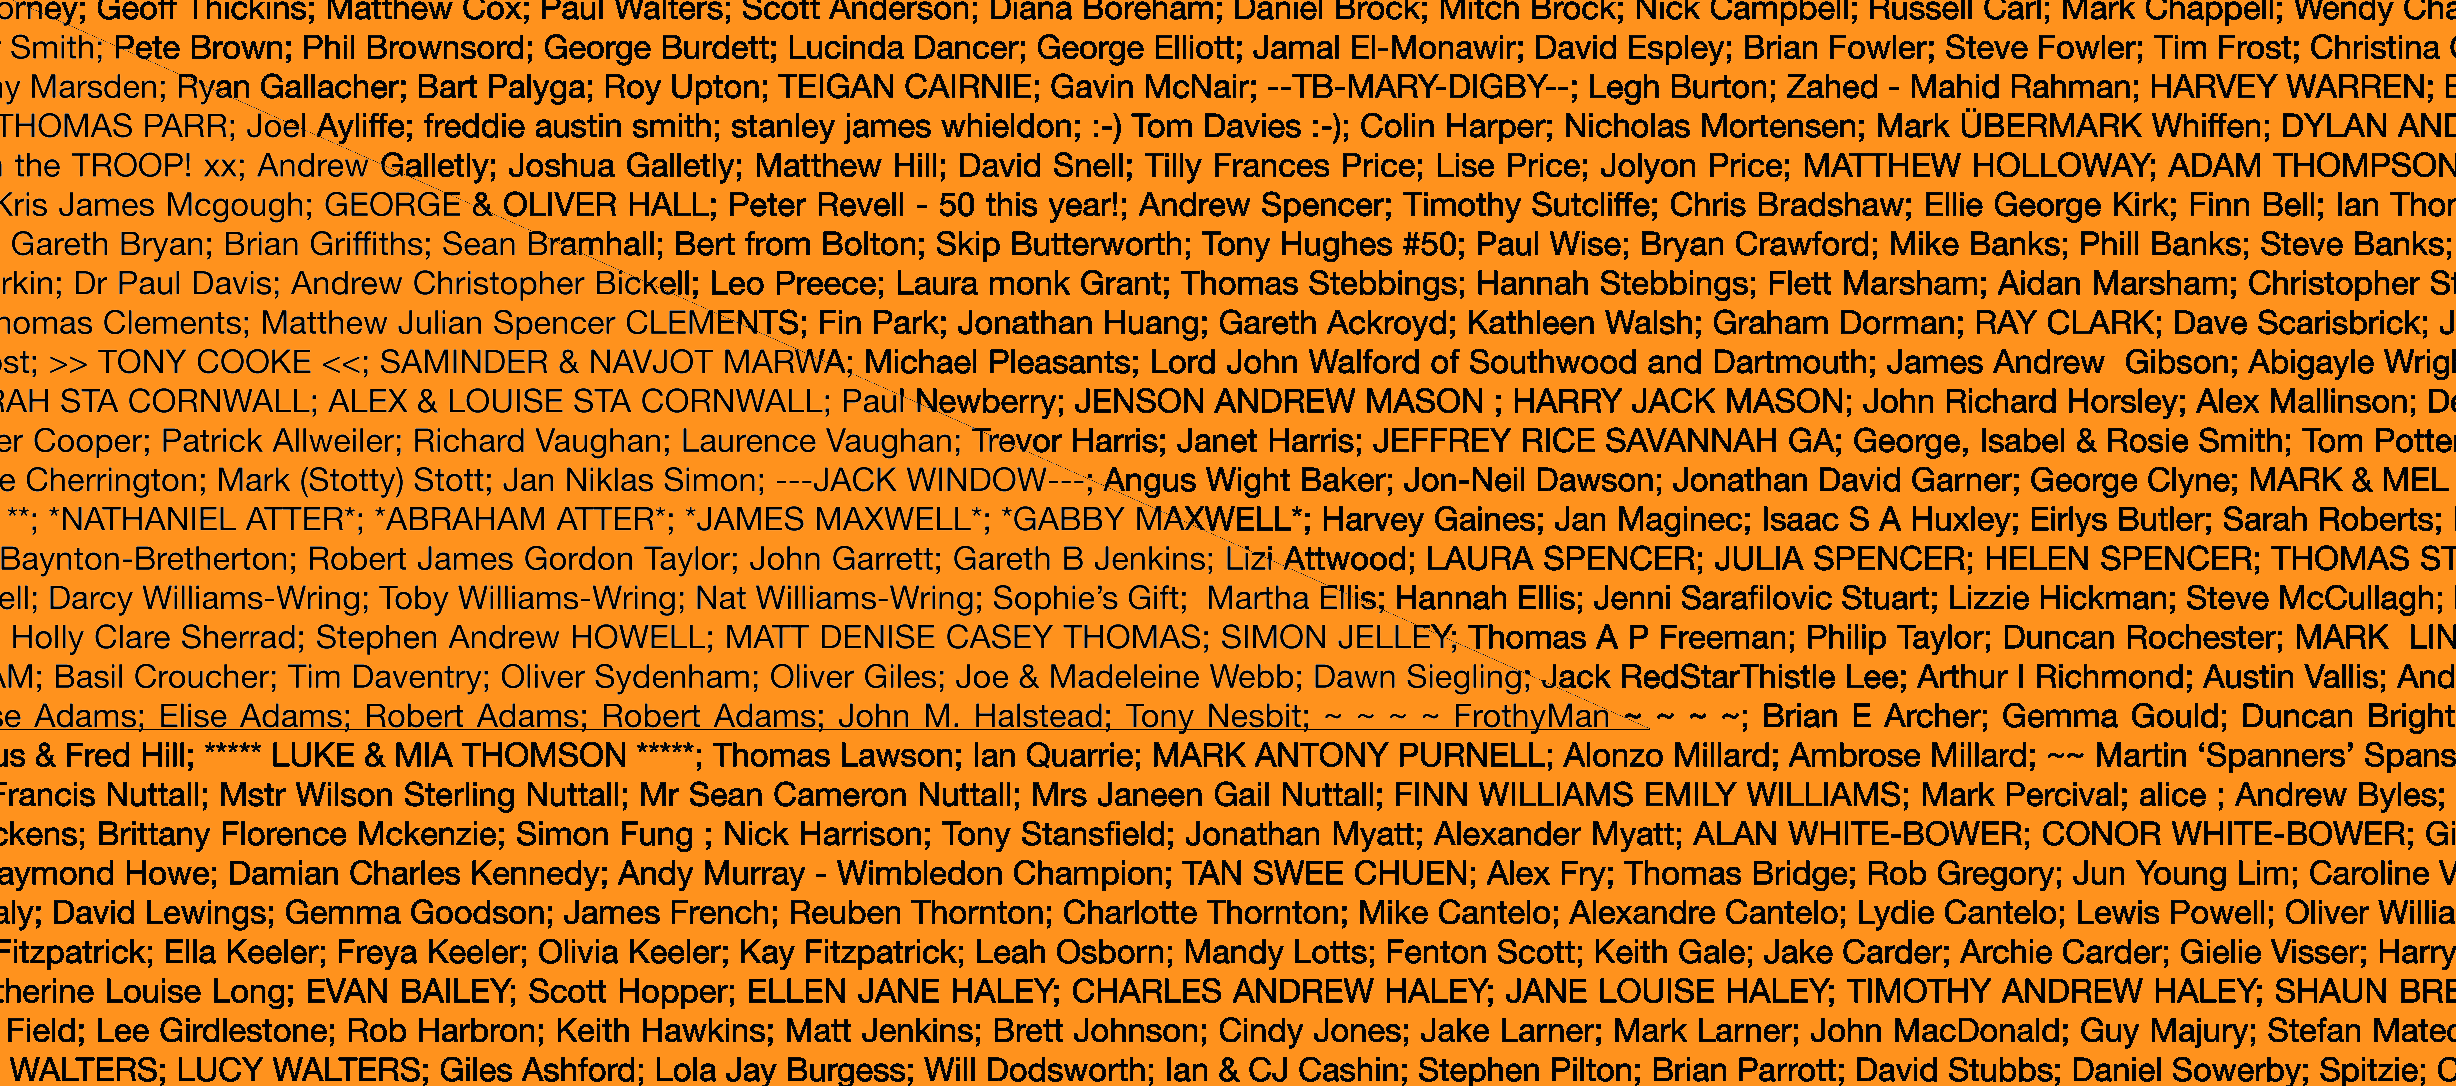 Geoff Thickins; Matthew Cox; Paul Walters; Scott Anderson; Diana Boreham; Daniel Brock; Mitch Brock; Nick Campbell; Russell Carl; Mark Chappell; Wendy Cha
Smith; Pete Brown; Phil Brownsord; George Burdett; Lucinda Dancer; George Elliott; Jamal El-Monawir; David Espley; Brian Fowler; Steve Fowler; Tim Frost; Christina
y Marsden; Ryan Gallacher; Bart Palyga; Roy Upton; TEIGAN CAIRNIE; Gavin McNair; --TB-MARY-DIGBY--; Legh Burton; Zahed - Mahid Rahman; HARVEY WARREN;
THOMAS PARR; Joel Ayliffe; freddie austin smith; stanley james whieldon; :-) Tom Davies :-); Colin Harper; Nicholas Mortensen; Mark ÜBERMARK Whiffen; DYLAN AND
the TROOP! xx; Andrew Galletly; Joshua Galletly; Matthew Hill; David Snell; Tilly Frances Price; Lise Price; Jolyon Price; MATTHEW HOLLOWAY; ADAM THOMPSON
Kris James Mcgough; GEORGE & OLIVER HALL; Peter Revell - 50 this year!; Andrew Spencer; Timothy Sutcliffe; Chris Bradshaw; Ellie George Kirk; Finn Bell; Ian Thor
Gareth Bryan; Brian Griffiths; Sean Bramhall; Bert from Bolton; Skip Butterworth; Tony Hughes #50; Paul Wise; Bryan Crawford; Mike Banks; Phill Banks; Steve Banks;
rkin; Dr Paul Davis; Andrew Christopher Bickell; Leo Preece; Laura monk Grant; Thomas Stebbings; Hannah Stebbings; Flett Marsham; Aidan Marsham; Christopher St
homas Clements; Matthew Julian Spencer CLEMENTS; Fin Park; Jonathan Huang; Gareth Ackroyd; Kathleen Walsh; Graham Dorman; RAY CLARK; Dave Scarisbrick; J
ost; >> TONY COOKE <<; SAMINDER & NAVJOT MARWA; Michael Pleasants; Lord John Walford of Southwood and Dartmouth; James Andrew  Gibson; Abigayle Wrigh
RAH STA CORNWALL; ALEX & LOUISE STA CORNWALL; Paul Newberry; JENSON ANDREW MASON ; HARRY JACK MASON; John Richard Horsley; Alex Mallinson; De
er Cooper; Patrick Allweiler; Richard Vaughan; Laurence Vaughan; Trevor Harris; Janet Harris; JEFFREY RICE SAVANNAH GA; George, Isabel & Rosie Smith; Tom Potter
e Cherrington; Mark (Stotty) Stott; Jan Niklas Simon; ---JACK WINDOW---; Angus Wight Baker; Jon-Neil Dawson; Jonathan David Garner; George Clyne; MARK & MEL
**; *NATHANIEL ATTER*; *ABRAHAM ATTER*; *JAMES MAXWELL*; *GABBY MAXWELL*; Harvey Gaines; Jan Maginec; Isaac S A Huxley; Eirlys Butler; Sarah Roberts;
Baynton-Bretherton; Robert James Gordon Taylor; John Garrett; Gareth B Jenkins; Lizi Attwood; LAURA SPENCER; JULIA SPENCER; HELEN SPENCER; THOMAS ST
ell; Darcy Williams-Wring; Toby Williams-Wring; Nat Williams-Wring; Sophie’s Gift;  Martha Ellis; Hannah Ellis; Jenni Sarafilovic Stuart; Lizzie Hickman; Steve McCullagh;
Holly Clare Sherrad; Stephen Andrew HOWELL; MATT DENISE CASEY THOMAS; SIMON JELLEY; Thomas A P Freeman; Philip Taylor; Duncan Rochester; MARK  LIN
AM; Basil Croucher; Tim Daventry; Oliver Sydenham; Oliver Giles; Joe & Madeleine Webb; Dawn Siegling; Jack RedStarThistle Lee; Arthur I Richmond; Austin Vallis; And
se Adams; Elise Adams; Robert Adams; Robert Adams; John M. Halstead; Tony Nesbit; ~ ~ ~ ~ FrothyMan ~ ~ ~ ~; Brian E Archer; Gemma Gould; Duncan Bright
us & Fred Hill; ***** LUKE & MIA THOMSON *****; Thomas Lawson; Ian Quarrie; MARK ANTONY PURNELL; Alonzo Millard; Ambrose Millard; ~~ Martin ‘Spanners’ Spans
Francis Nuttall; Mstr Wilson Sterling Nuttall; Mr Sean Cameron Nuttall; Mrs Janeen Gail Nuttall; FINN WILLIAMS EMILY WILLIAMS; Mark Percival; alice ; Andrew Byles;
ckens; Brittany Florence Mckenzie; Simon Fung ; Nick Harrison; Tony Stansfield; Jonathan Myatt; Alexander Myatt; ALAN WHITE-BOWER; CONOR WHITE-BOWER; Gi
aymond Howe; Damian Charles Kennedy; Andy Murray - Wimbledon Champion; TAN SWEE CHUEN; Alex Fry; Thomas Bridge; Rob Gregory; Jun Young Lim; Caroline V
aly; David Lewings; Gemma Goodson; James French; Reuben Thornton; Charlotte Thornton; Mike Cantelo; Alexandre Cantelo; Lydie Cantelo; Lewis Powell; Oliver Willia
Fitzpatrick; Ella Keeler; Freya Keeler; Olivia Keeler; Kay Fitzpatrick; Leah Osborn; Mandy Lotts; Fenton Scott; Keith Gale; Jake Carder; Archie Carder; Gielie Visser; Harry
therine Louise Long; EVAN BAILEY; Scott Hopper; ELLEN JANE HALEY; CHARLES ANDREW HALEY; JANE LOUISE HALEY; TIMOTHY ANDREW HALEY; SHAUN BRE
Field; Lee Girdlestone; Rob Harbron; Keith Hawkins; Matt Jenkins; Brett Johnson; Cindy Jones; Jake Larner; Mark Larner; John MacDonald; Guy Majury; Stefan Matec
WALTERS; LUCY WALTERS; Giles Ashford; Lola Jay Burgess; Will Dodsworth; Ian & CJ Cashin; Stephen Pilton; Brian Parrott; David Stubbs; Daniel Sowerby; Spitzie;